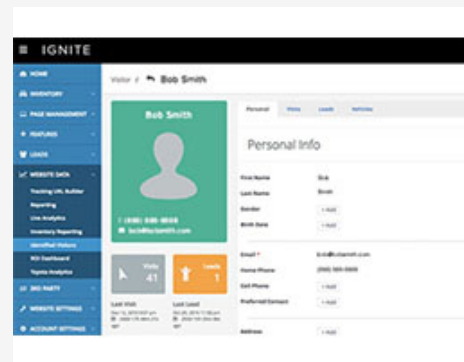 IGNITE
HOME
INVENTORY
PAGE MANAGEMENT
FEATURES
LEADS
WEBSITE DATA
Tracking URL Builder
Reporting
Live Analytics
Inventory Reporting
Identified Visitors
ROI Dashboard
Toyota Analytics
3RD PARTY
WEBSITE SETTINGS
ACCOUNT SETTINGS
Visitor / Bob Smith
Bob Smith
Visits
41
Leads
1
Last Visit
Last Lead
Personal Visits Leads Vehicles
Personal Info
First Name Bob
Last Name Smith
Gender + Add
Birth Date + Add
Email *
Home Phone
Cell Phone + Add
Preferred Contact + Add
Address + Add